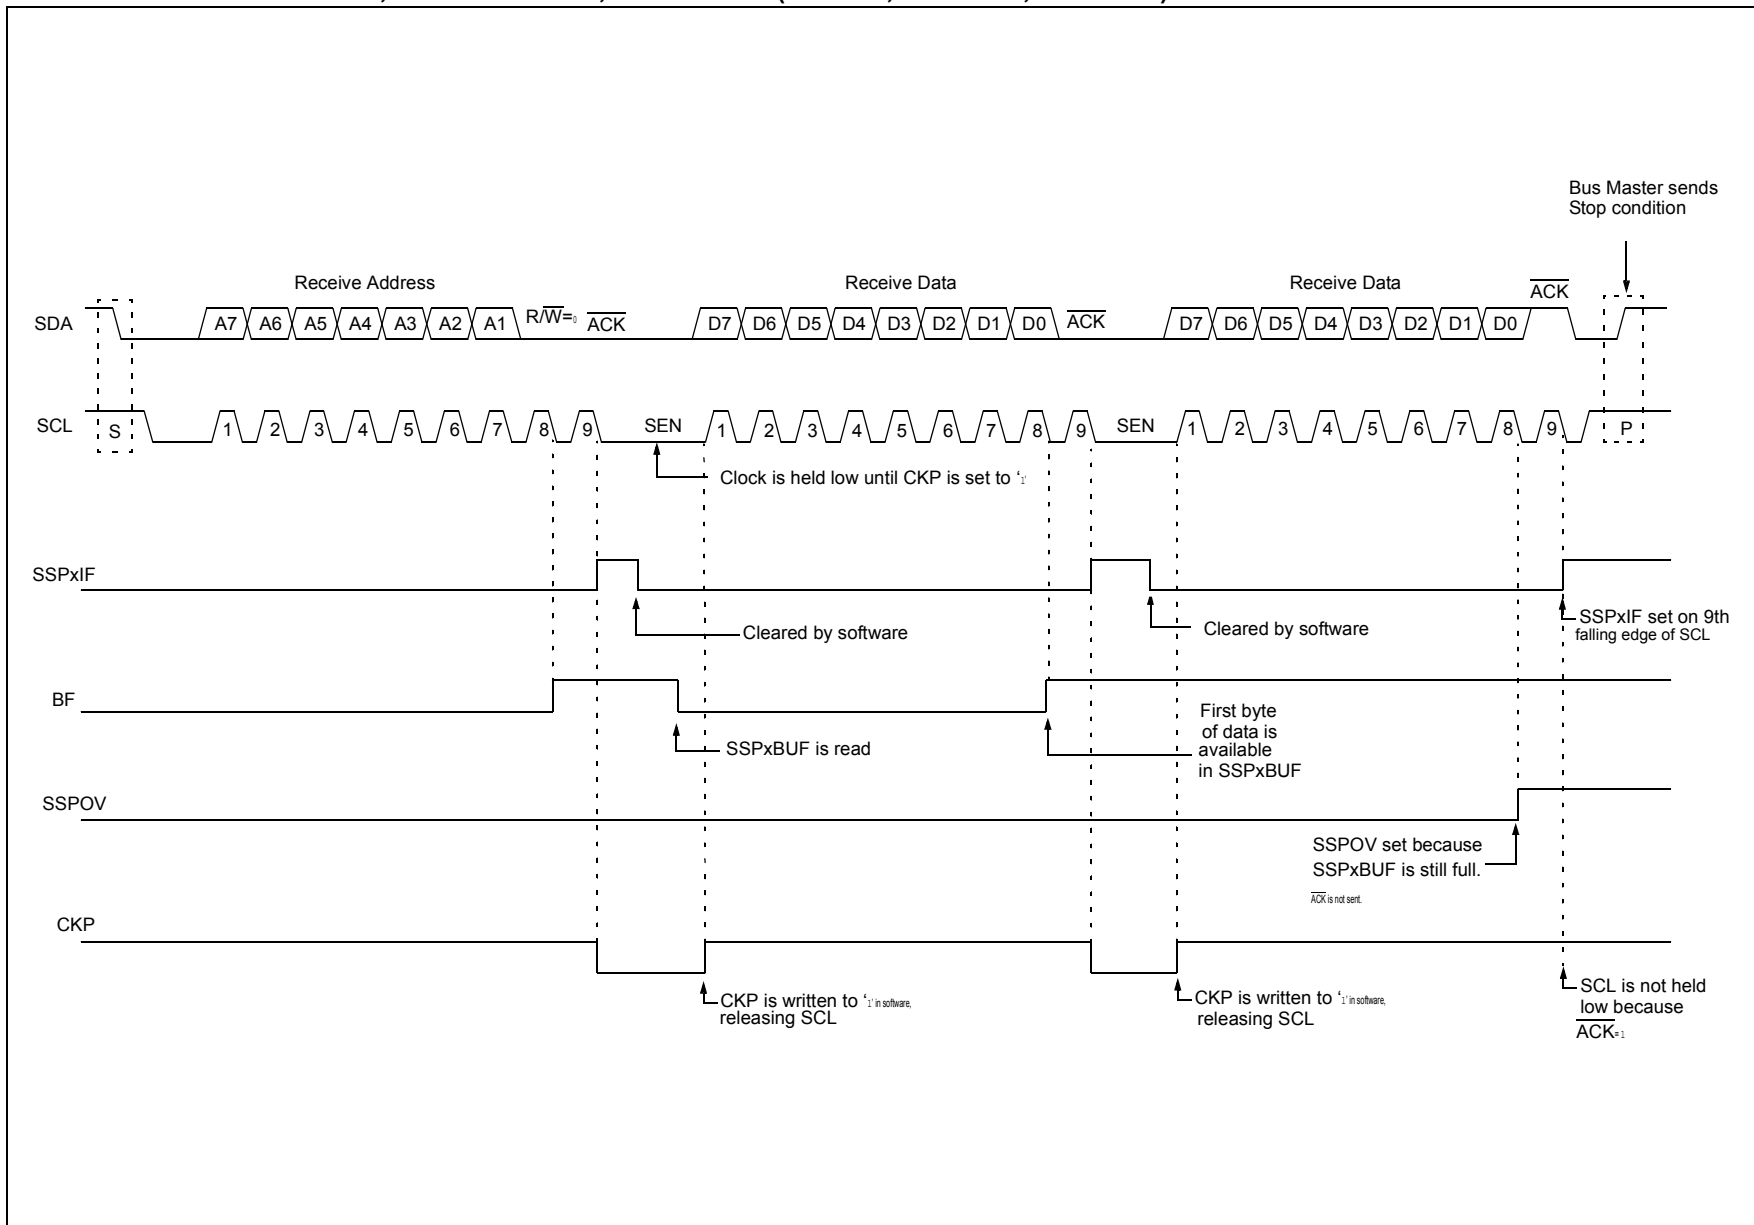 Bus Master sends
Stop condition
Receive Address
Receive Data
Receive Data
ACK
SDA
A7 A6 A5 A4 A3 A2 A1 R/W=0 ACK
D7 D6 D5 D4 D3 D2 D1 D0 ACK
D7 D6 D5 D4 D3 D2 D1 D0
SCL
S
1 2 3 4 5 6 7 8 9 SEN
1 2 3 4 5 6 7 8 9 SEN
1 2 3 4 5 6 7 8 9
P
Clock is held low until CKP is set to ‘1’
SSPxIF
Cleared by software
Cleared by software
SSPxIF set on 9th
falling edge of SCL
BF
SSPxBUF is read
First byte
of data is
available
in SSPxBUF
SSPOV
SSPOV set because
SSPxBUF is still full.
ACK is not sent.
CKP
CKP is written to ‘1’ in software,
releasing SCL
CKP is written to ‘1’ in software,
releasing SCL
SCL is not held
low because
ACK=1